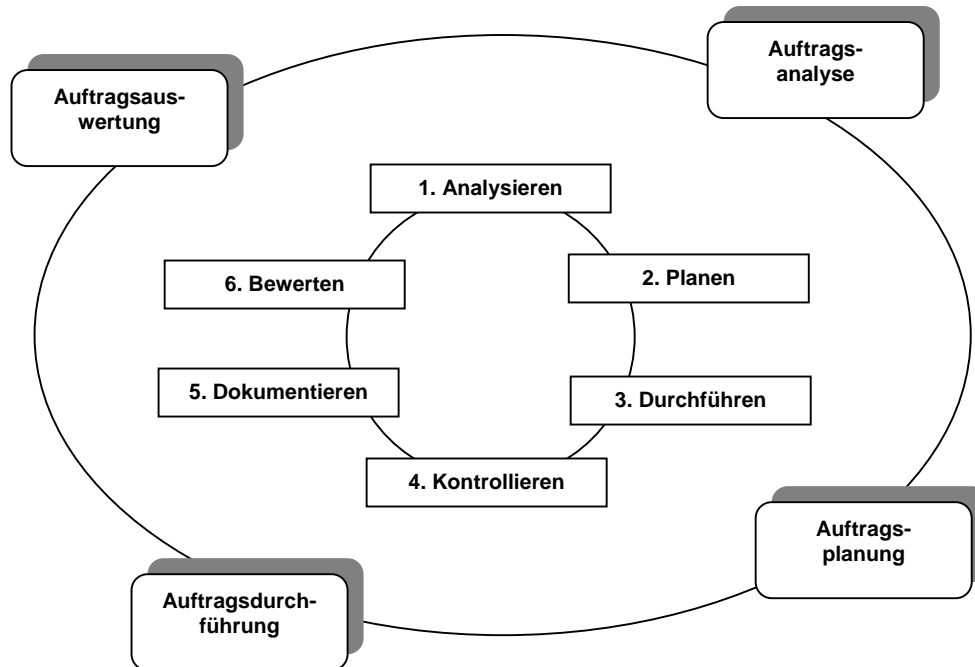 Auftrags-
analyse
Auftragsaus-
wertung
1. Analysieren
6. Bewerten
2. Planen
5. Dokumentieren
3. Durchführen
4. Kontrollieren
Auftrags-
planung
Auftragsdurch-
führung